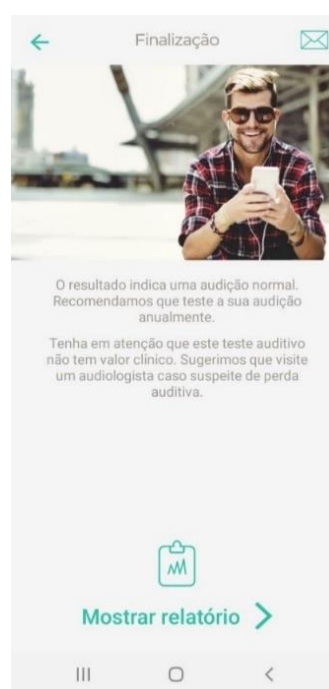 Finalização
O resultado indica uma audição normal.
Recomendamos que teste a sua audição
anualmente.
Tenha em atenção que este teste auditivo
não tem valor clínico. Sugerimos que visite
um audiologista caso suspeite de perda
auditiva.
Mostrar relatório